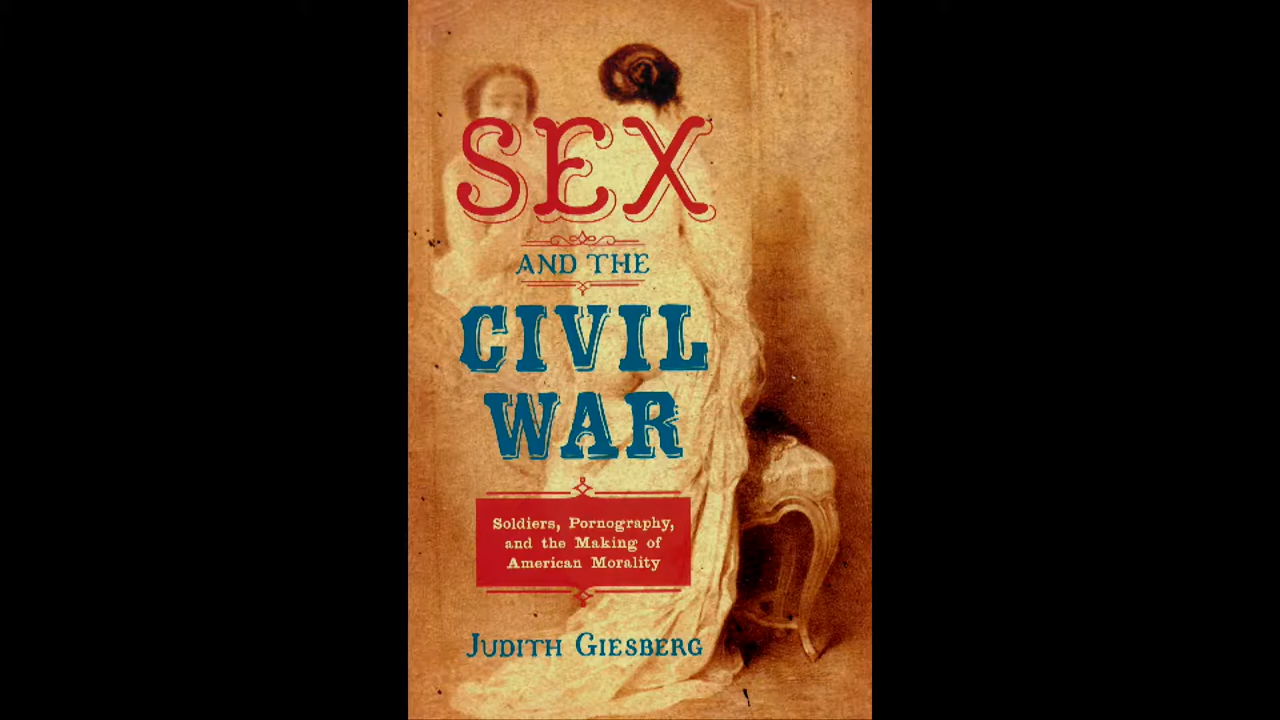 SEX
AND THE
CIVIL
WAR
Soldiers, Pornography,
and the Making of
American Morality
JUDITH GIESBERG